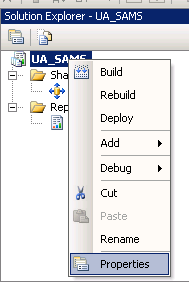 Solution Explorer - UA_SAMS
UA_SAMS
Sha
Rep
Build
Rebuild
Deploy
Add
Debug
Cut
Paste
Rename
Properties